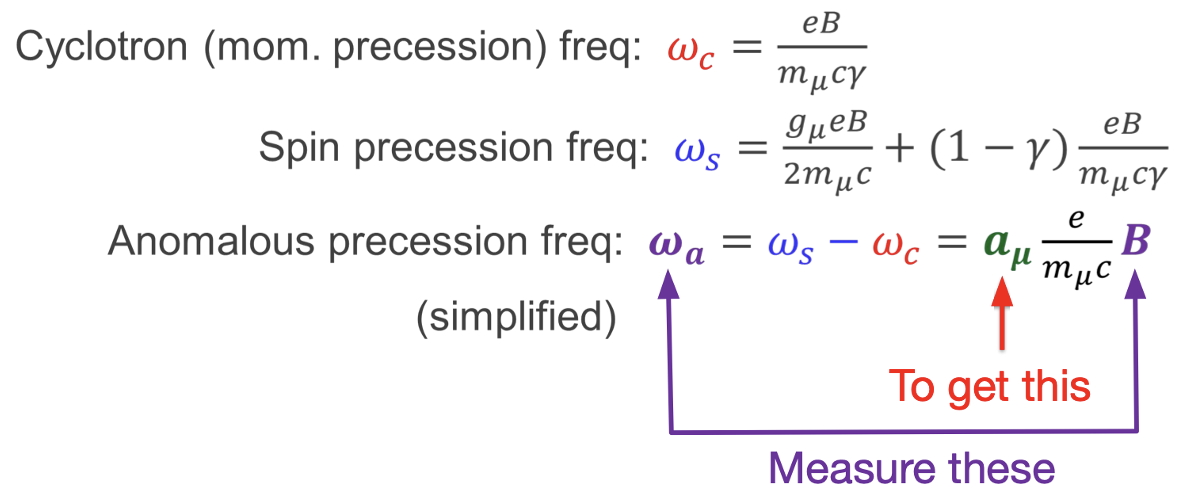 Cyclotron (mom. precession) freq: ω_c = eB / m_μcγ
Spin precession freq: ω_s = g_μeB / 2m_μc + (1 − γ) eB / m_μcγ
Anomalous precession freq: ω_a = ω_s − ω_c = a_μ e / m_μc B
(simplified)
To get this
Measure these